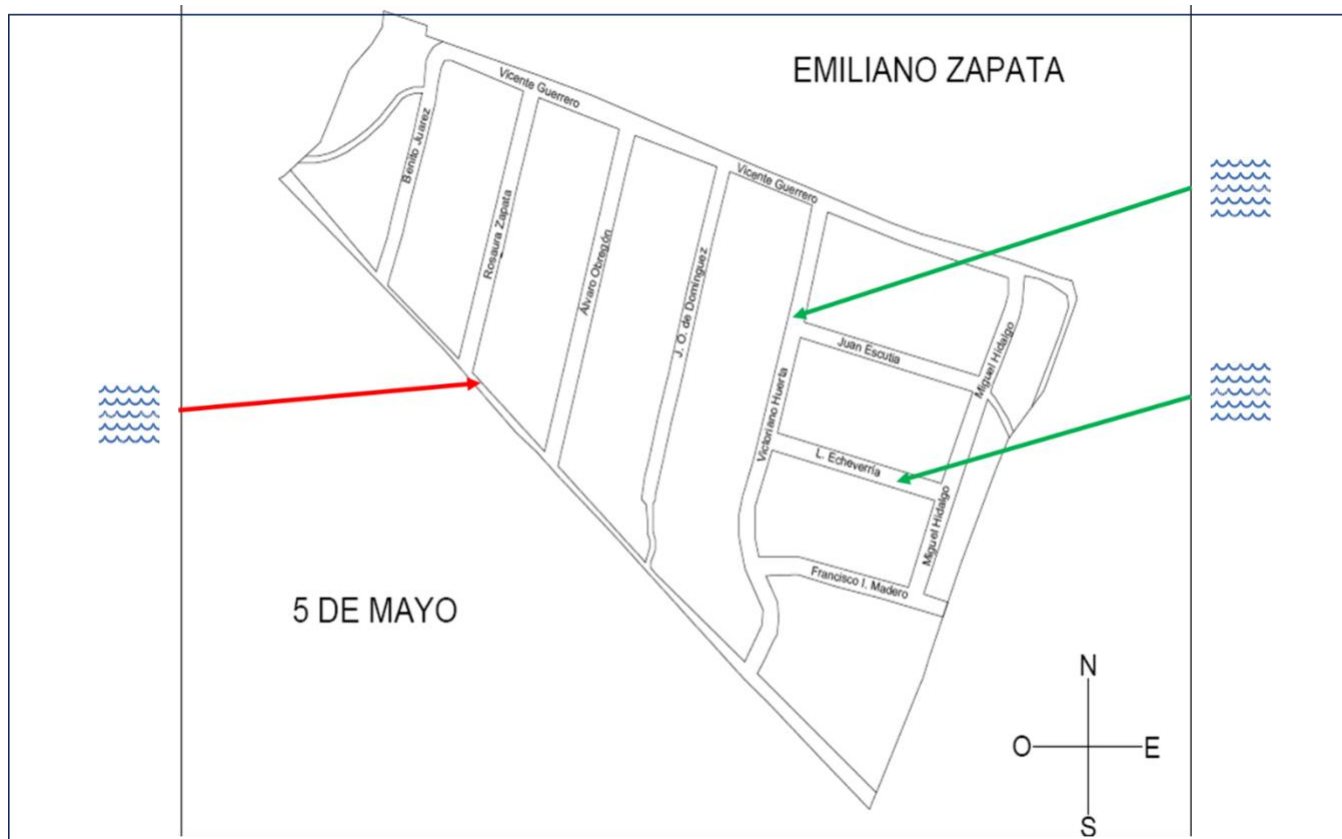 EMILIANO ZAPATA
Vicente Guerrero
Benito Juarez
Rosaura Zapata
Álvaro Obregón
J. O. de Domínguez
Vicente Guerrero
Victoriano Huerta
Juan Escutia
Miguel Hidalgo
L. Echeverría
Miguel Hidalgo
Francisco I. Madero
5 DE MAYO
N
O
E
S